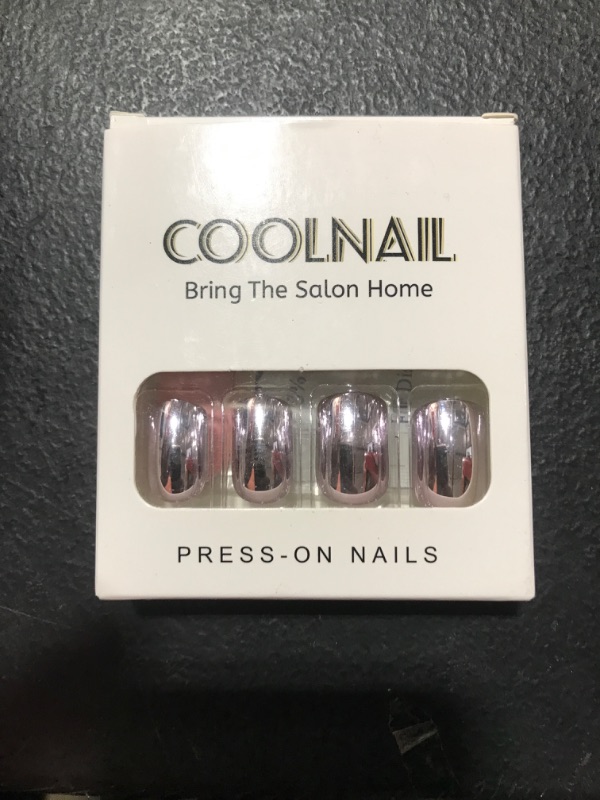 COOLNAIL
Bring The Salon Home
PRESS-ON NAILS